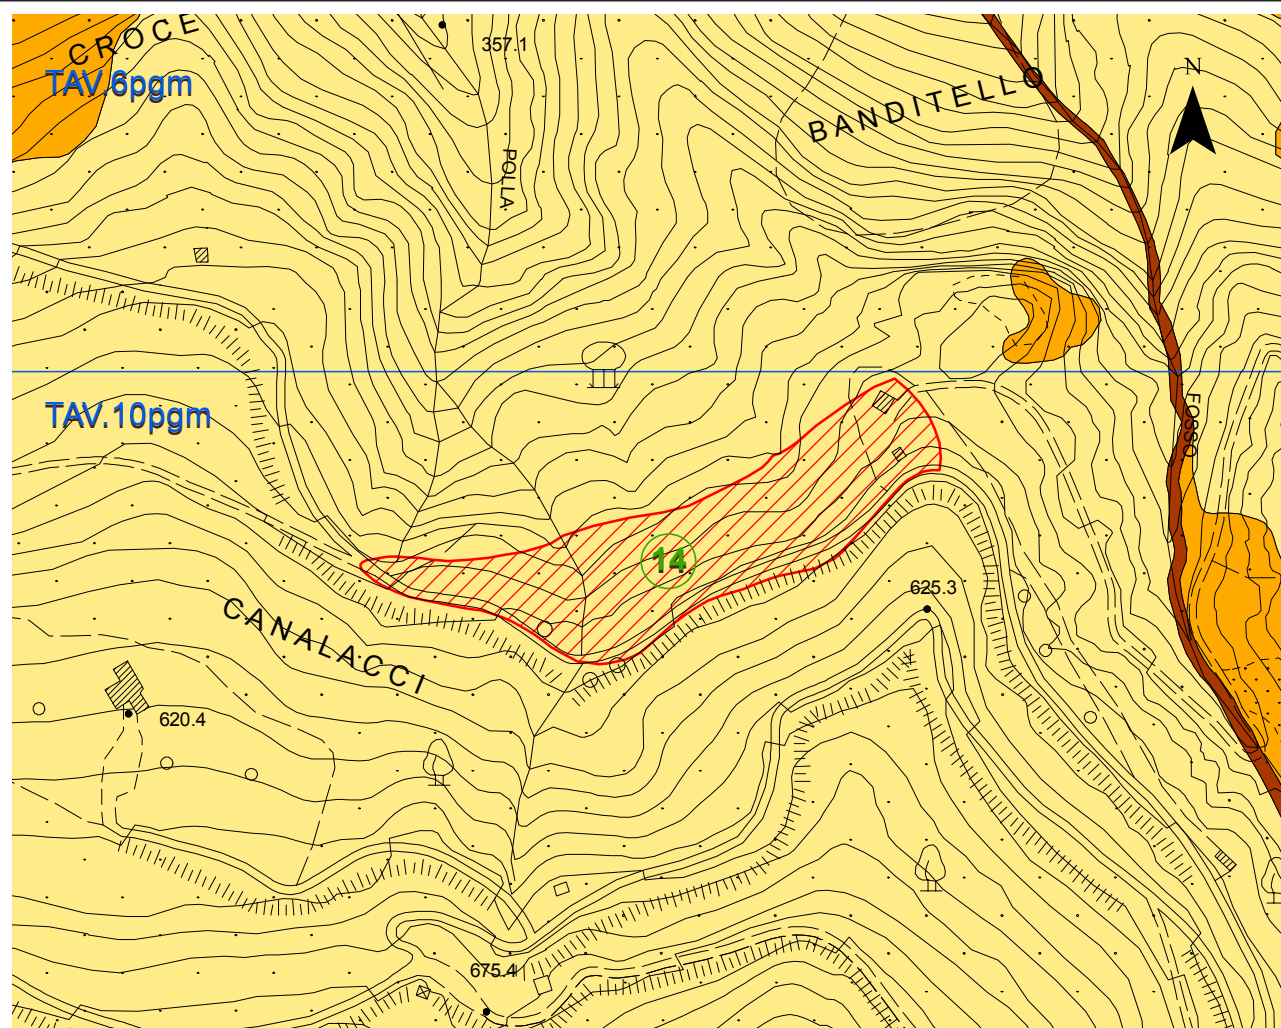 CROCE
357.1
TAV.6pgm
BANDITELLO
N
POLLA
TAV.10pgm
FOSSO
14
625.3
CANALACCI
620.4
675.4